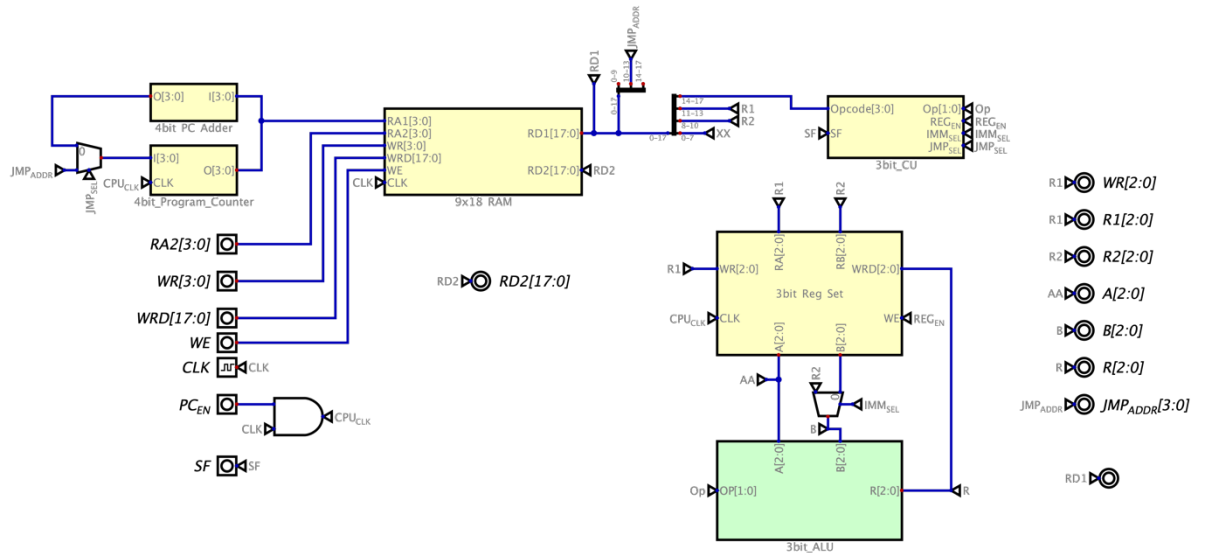 O[3:0] I[3:0]
4bit PC Adder
0
I[3:0] O[3:0]
CLK
4bit_Program_Counter
JMP_ADDR
JMP_SEL
CPU_CLK
RA1[3:0] RD1[17:0]
RA2[3:0]
WR[3:0]
WRD[17:0]
WE RD2[17:0]
CLK
9x18 RAM
CLK
RD2
RD1
JMP_ADDR
0-9
10-13
14-17
0-17
0-17
14-17
11-13
8-10
0-7
R1
R2
XX
Opcode[3:0] Op[1:0]
REG_EN
SF IMM_SEL
JMP_SEL
3bit_CU
SF
Op
REG_EN
IMM_SEL
JMP_SEL
RA2[3:0]
WR[3:0]
WRD[17:0]
WE
CLK CLK
PC_EN
CLK
CPU_CLK
SF SF
RD2 RD2[17:0]
R1
R2
RA[2:0] RB[2:0]
R1 WR[2:0] WRD[2:0]
3bit Reg Set
CPU_CLK CLK WE REG_EN
A[2:0] B[2:0]
AA
R2
0
IMM_SEL
B
A[2:0] B[2:0]
Op OP[1:0] R[2:0] R
3bit_ALU
R1 WR[2:0]
R1 R1[2:0]
R2 R2[2:0]
AA A[2:0]
B B[2:0]
R R[2:0]
JMP_ADDR JMP_ADDR[3:0]
RD1